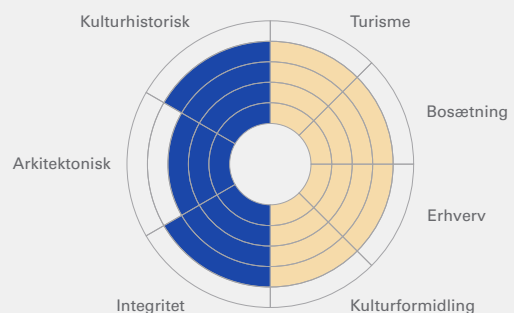 Kulturhistorisk
Turisme
Bosætning
Arkitektonisk
Erhverv
Integritet
Kulturformidling